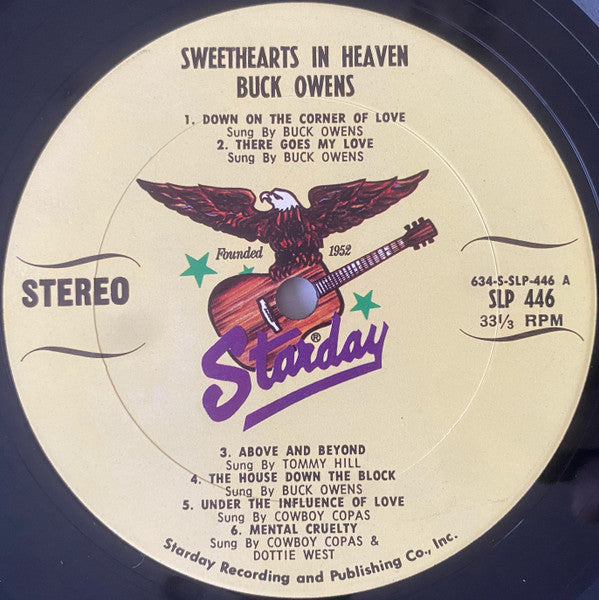 SWEETHEARTS IN HEAVEN
BUCK OWENS
1. DOWN ON THE CORNER OF LOVE
Sung By BUCK OWENS
2. THERE GOES MY LOVE
Sung By BUCK OWENS
Founded 1952
STEREO
634-S-SLP-446 A
SLP 446
33⅓ RPM
Starday®
3. ABOVE AND BEYOND
Sung By TOMMY HILL
4. THE HOUSE DOWN THE BLOCK
Sung By BUCK OWENS
5. UNDER THE INFLUENCE OF LOVE
Sung By COWBOY COPAS
6. MENTAL CRUELTY
Sung By COWBOY COPAS &
DOTTIE WEST
Starday Recording and Publishing Co., Inc.